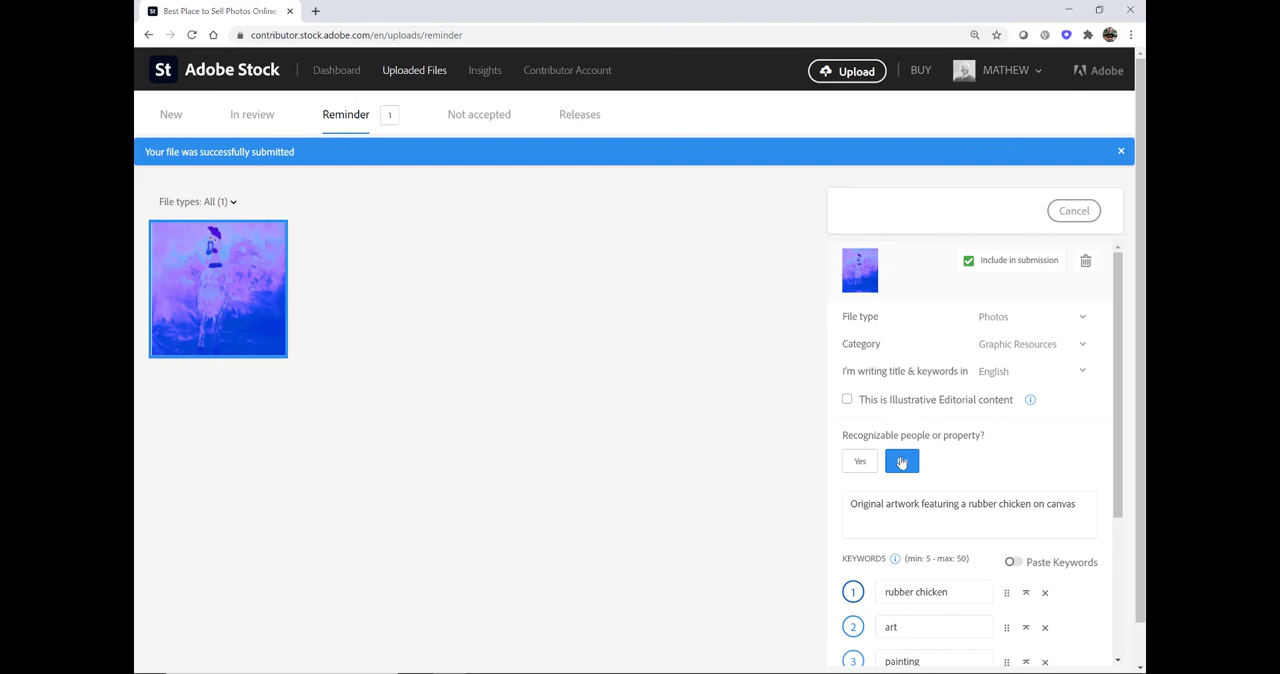 Best Place to Sell Photos Online,
contributor.stock.adobe.com/en/uploads/reminder
St Adobe Stock Dashboard Uploaded Files Insights Contributor Account Upload BUY MATHEW Adobe
New In review Reminder 1 Not accepted Releases
Your file was successfully submitted
File types: All (1)
Cancel
Include in submission
File type Photos
Category Graphic Resources
I'm writing title & keywords in English
This is Illustrative Editorial content
Recognizable people or property?
Yes
Original artwork featuring a rubber chicken on canvas
KEYWORDS (min: 5 - max: 50) Paste Keywords
1 rubber chicken
2 art
3 painting